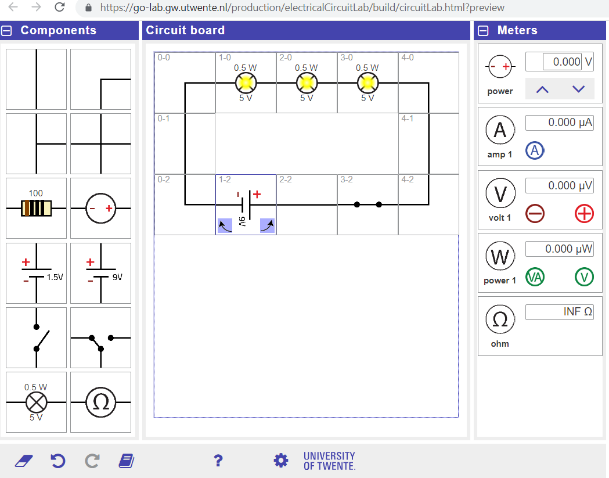 https://go-lab.gw.utwente.nl/production/electricalCircuitLab/build/circuitLab.html?preview
Components
Circuit board
Meters
100
- +
+
-
1.5V
+
-
9V
0.5 W
5 V
Ω
0-0
1-0
2-0
3-0
4-0
0.5 W
0.5 W
0.5 W
5 V
5 V
5 V
0-1
4-1
0-2
1-2
2-2
3-2
4-2
- +
9V
- +
0.000 V
power
A
0.000 µA
amp 1
A
V
0.000 µV
volt 1
W
0.000 µW
power 1
VA
V
Ω
INF Ω
ohm
?
UNIVERSITY
OF TWENTE.